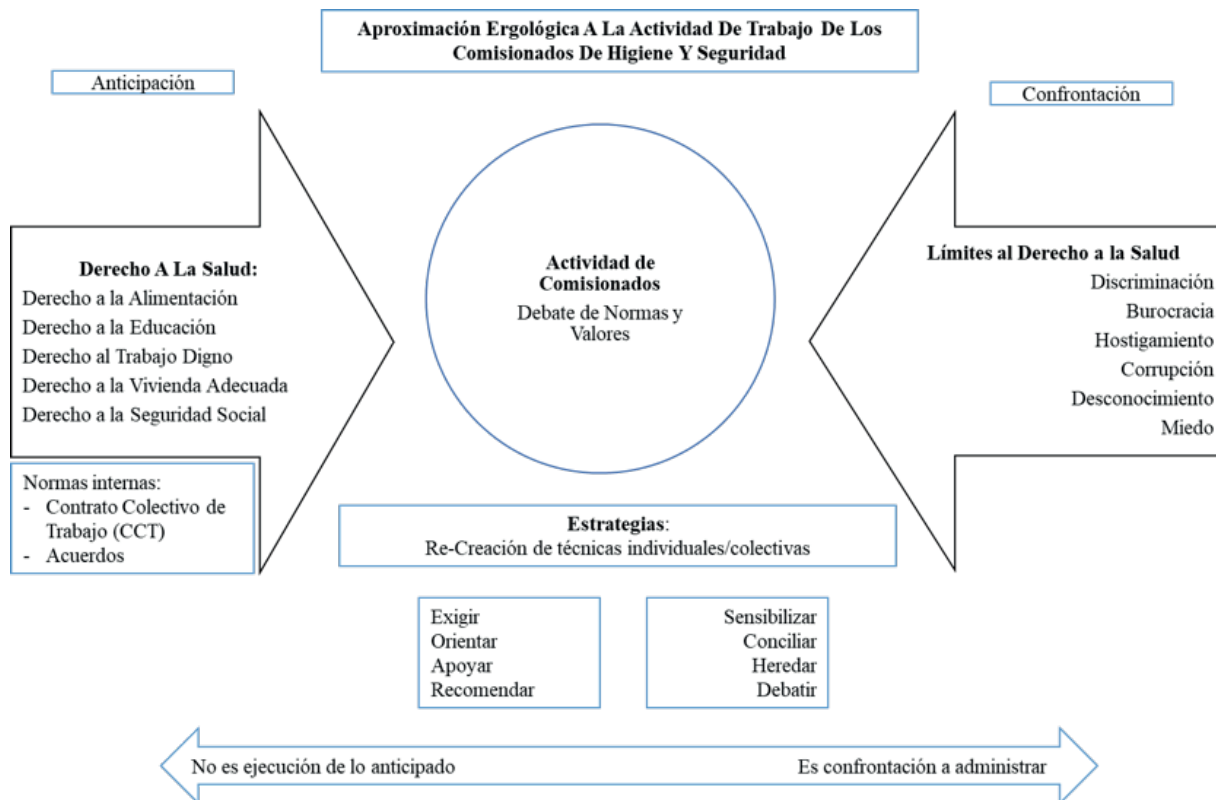 Aproximación Ergológica A La Actividad De Trabajo De Los
Comisionados De Higiene Y Seguridad
Anticipación
Confrontación
Derecho A La Salud:
Derecho a la Alimentación
Derecho a la Educación
Derecho al Trabajo Digno
Derecho a la Vivienda Adecuada
Derecho a la Seguridad Social
Normas internas:
- Contrato Colectivo de
Trabajo (CCT)
- Acuerdos
Actividad de
Comisionados
Debate de Normas y
Valores
Límites al Derecho a la Salud
Discriminación
Burocracia
Hostigamiento
Corrupción
Desconocimiento
Miedo
Estrategias:
Re-Creación de técnicas individuales/colectivas
Exigir
Orientar
Apoyar
Recomendar
Sensibilizar
Conciliar
Heredar
Debatir
No es ejecución de lo anticipado
Es confrontación a administrar